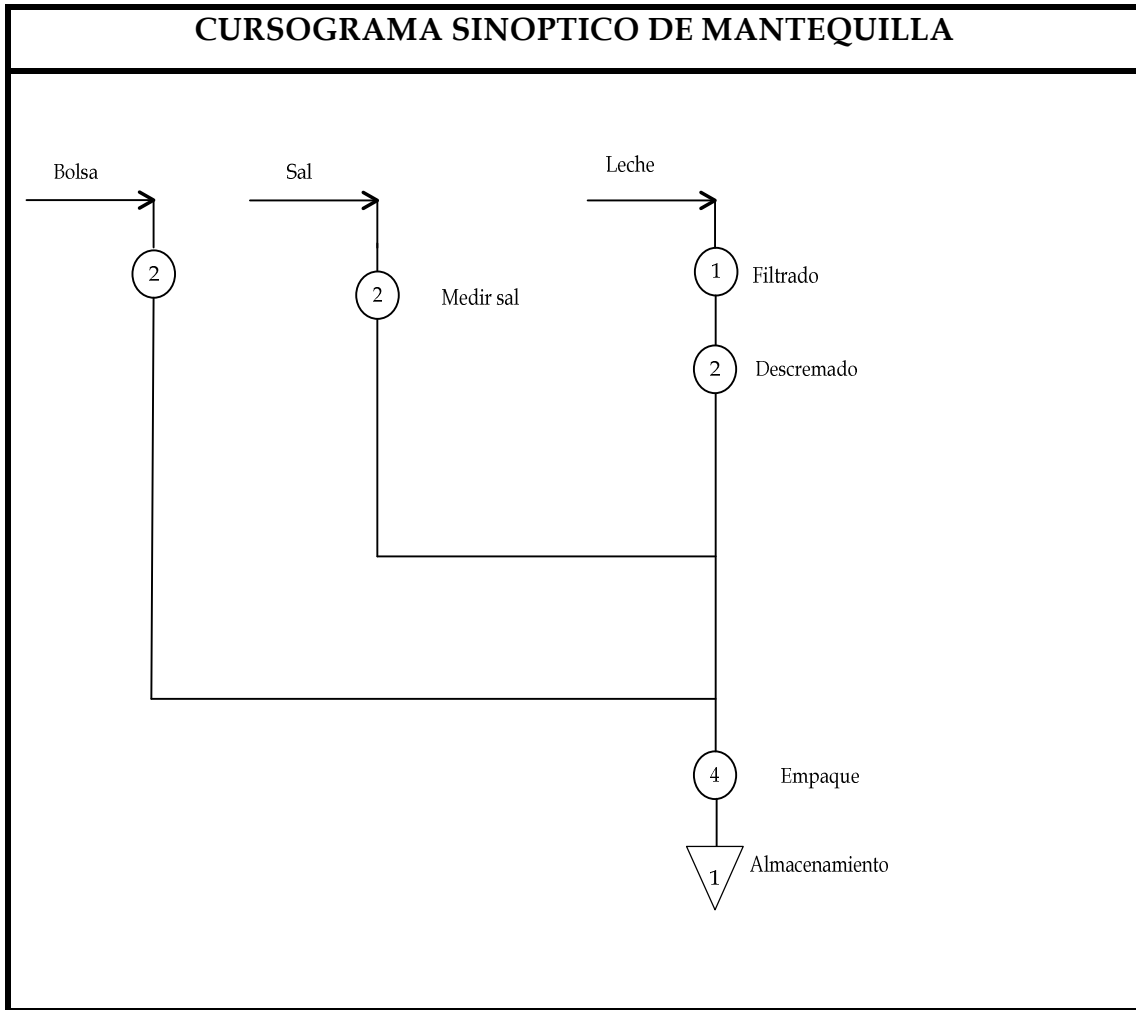 CURSOGRAMA SINOPTICO DE MANTEQUILLA
Bolsa
Sal
Leche
2
2
Medir sal
1
Filtrado
2
Descremado
4
Empaque
1
Almacenamiento